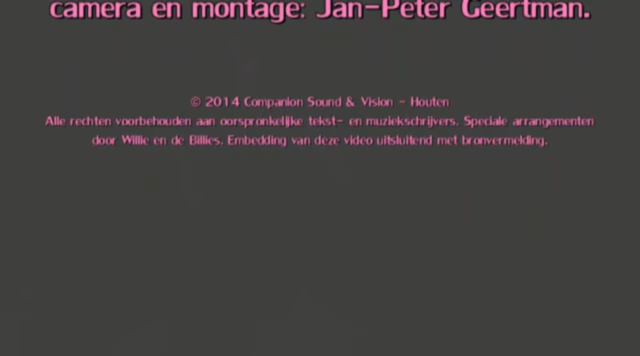 camera en montage: Jan-Peter Geertman.
© 2014 Companion Sound & Vision - Houten
Alle rechten voorbehouden aan oorspronkelijke tekst- en muziekschrijvers. Speciale arrangementen
door Willie en de Billies. Embedding van deze video uitsluitend met bronvermelding.